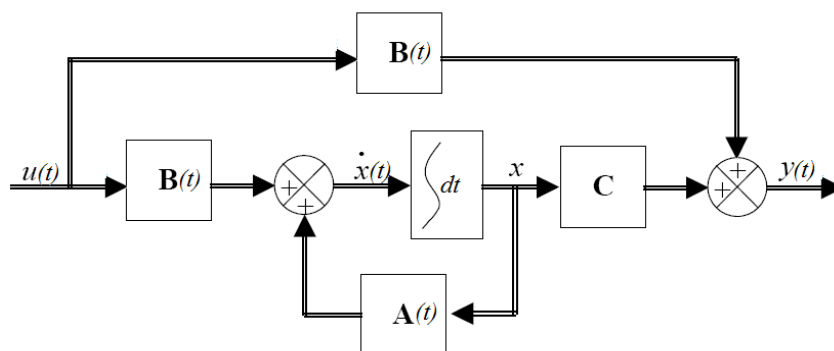 B(t)
u(t)
B(t)
+
+
ẋ(t)
∫dt
x
C
+
+
y(t)
A(t)